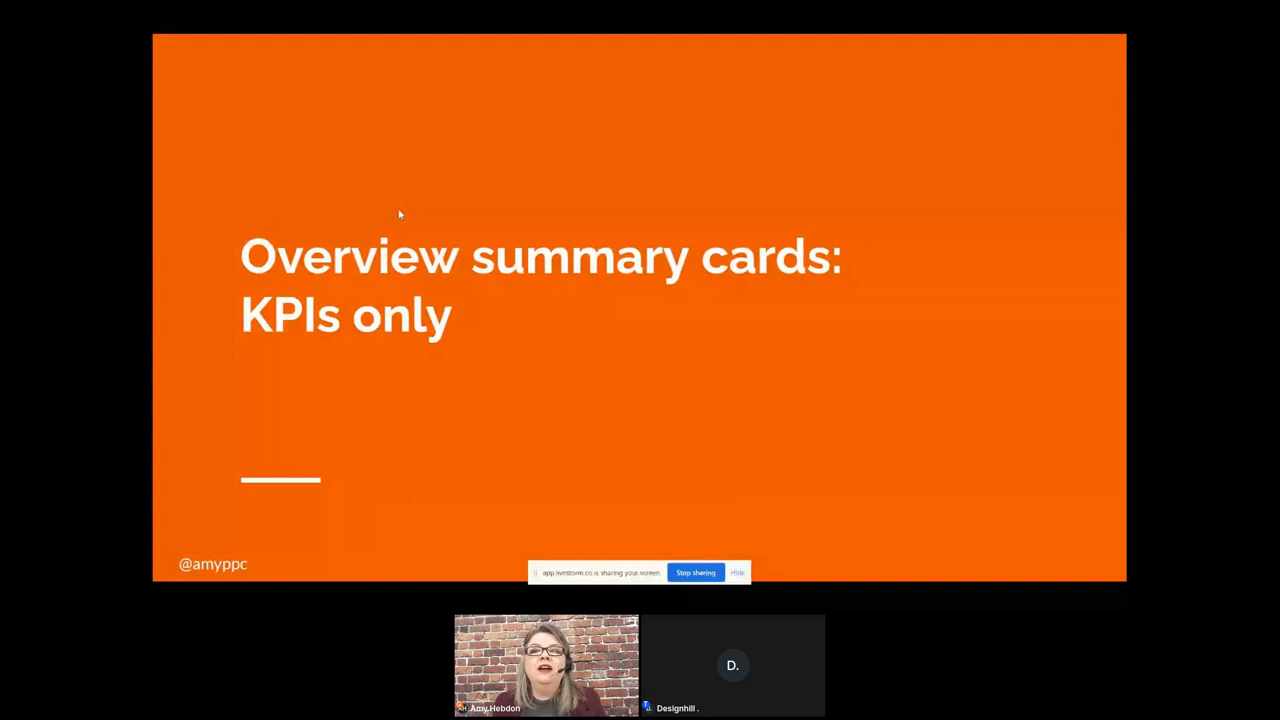 Overview summary cards:
KPIs only
@amyppc
app.livestorm.co is sharing your screen.
Stop sharing
Hide
D.
Amy Hebdon
Designhill .